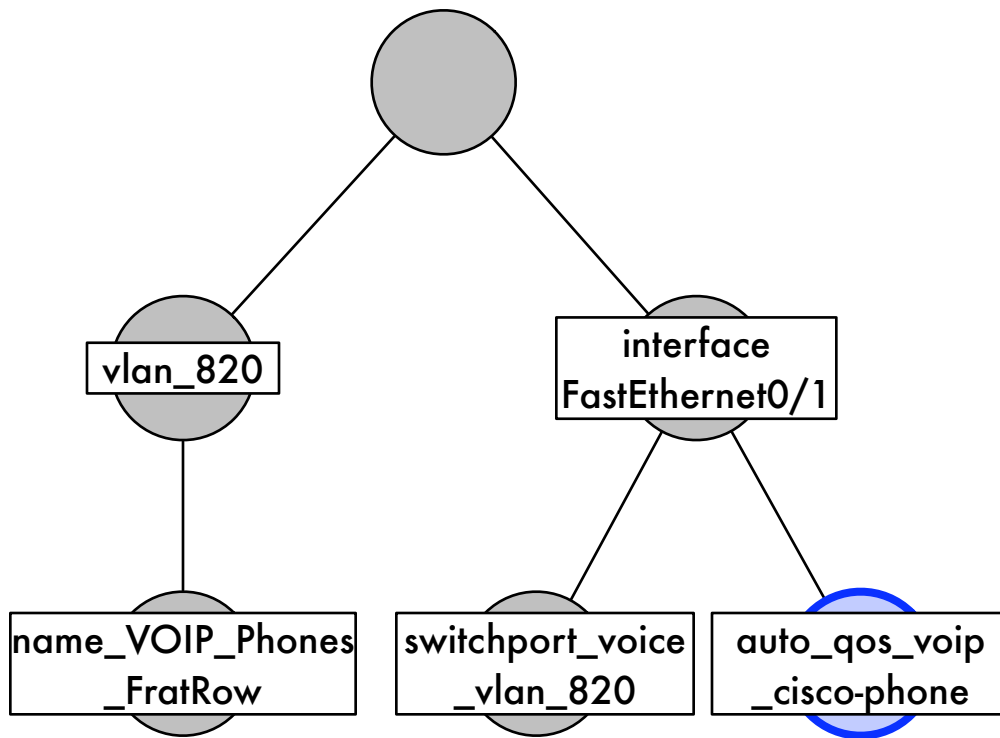 vlan_820
interface
FastEthernet0/1
name_VOIP_Phones
_FratRow
switchport_voice
_vlan_820
auto_qos_voip
_cisco-phone